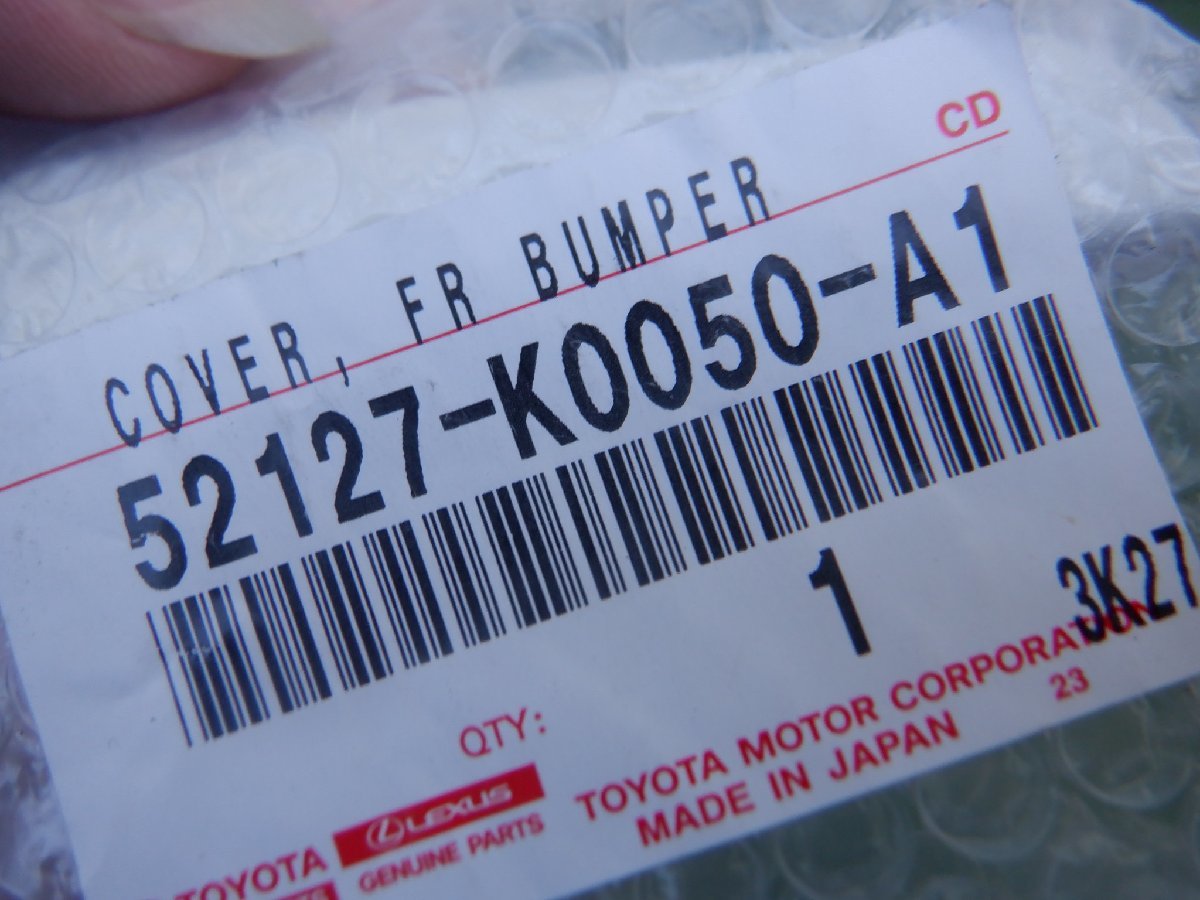 CD
COVER, FR BUMPER
52127-K0050-A1
1
3K27
QTY:
TOYOTA MOTOR CORPORATION
23
MADE IN JAPAN
LEXUS
TOYOTA
GENUINE PARTS